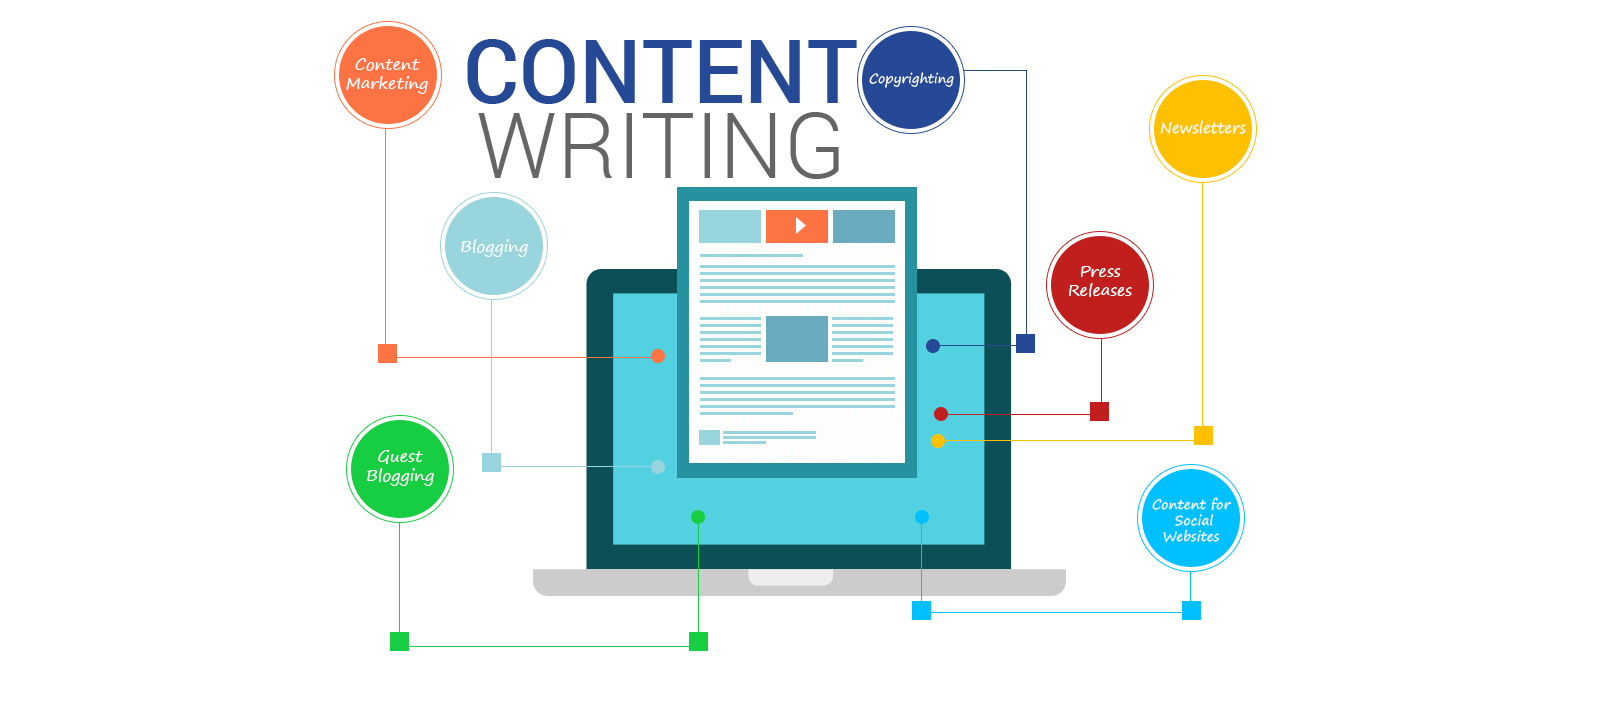 Content
Marketing
CONTENT
WRITING
Copyrighting
Newsletters
Blogging
Press
Releases
Guest
Blogging
Content for
Social
Websites